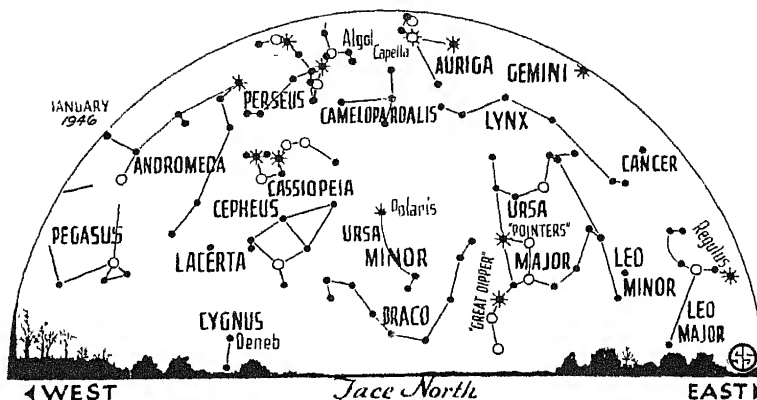 Algol
Capella
AURIGA
GEMINI
JANUARY
1946
PERSEUS
CAMELOPARDALIS
LYNX
ANDROMEDA
CASSIOPEIA
CANCER
CEPHEUS
Polaris
URSA
"POINTERS"
MAJOR
PEGASUS
LACERTA
URSA
MINOR
LEO
MINOR
Regulus
"GREAT DIPPER"
DRACO
CYGNUS
Deneb
LEO
MAJOR
WEST
Face North
EAST